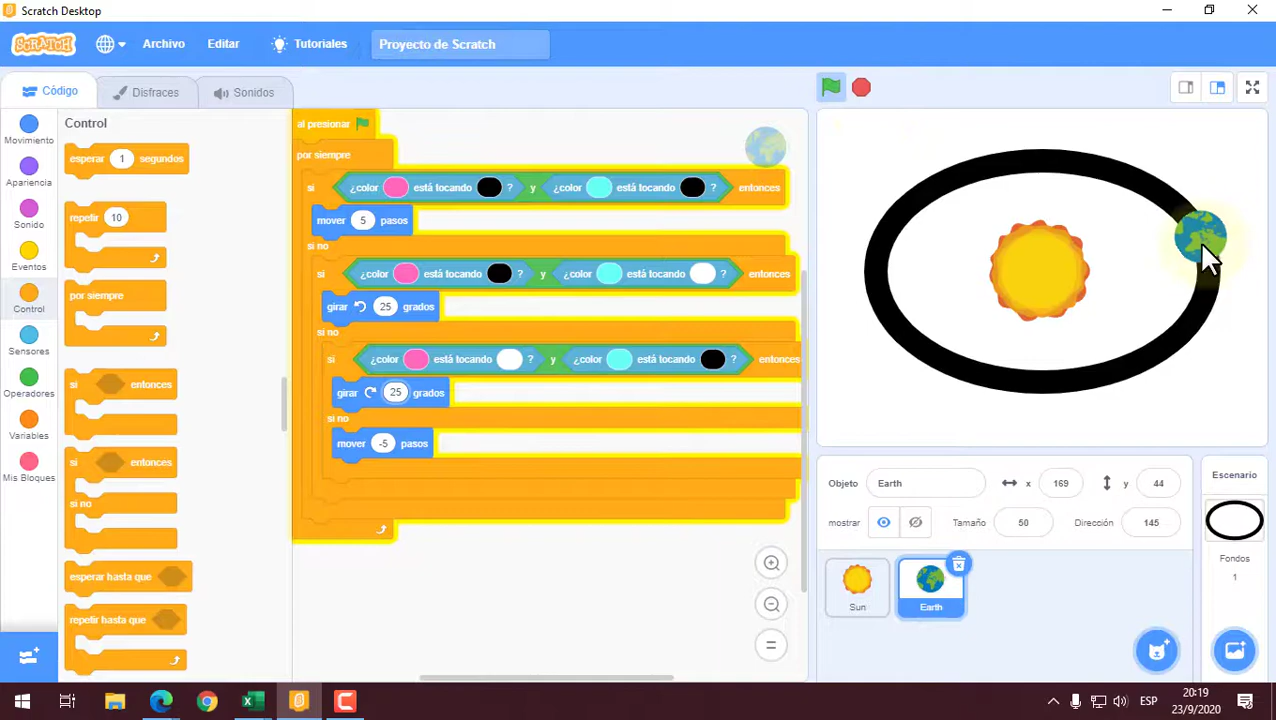 Scratch Desktop
SCRATCH Archivo Editar Tutoriales Proyecto de Scratch
Código Disfraces Sonidos
Movimiento
Apariencia
Sonido
Eventos
Control
Sensores
Operadores
Variables
Mis Bloques
Control
esperar 1 segundos
repetir 10
por siempre
si entonces
si entonces
si no
esperar hasta que
repetir hasta que
al presionar
por siempre
si ¿color está tocando ? y ¿color está tocando ? entonces
mover 5 pasos
si no
si ¿color está tocando ? y ¿color está tocando ? entonces
girar 25 grados
si no
si ¿color está tocando ? y ¿color está tocando ? entonces
girar 25 grados
si no
mover -5 pasos
Objeto Earth x 169 y 44
mostrar Tamaño 50 Dirección 145
Sun
Earth
Escenario
Fondos
1
ESP
20:19
23/9/2020